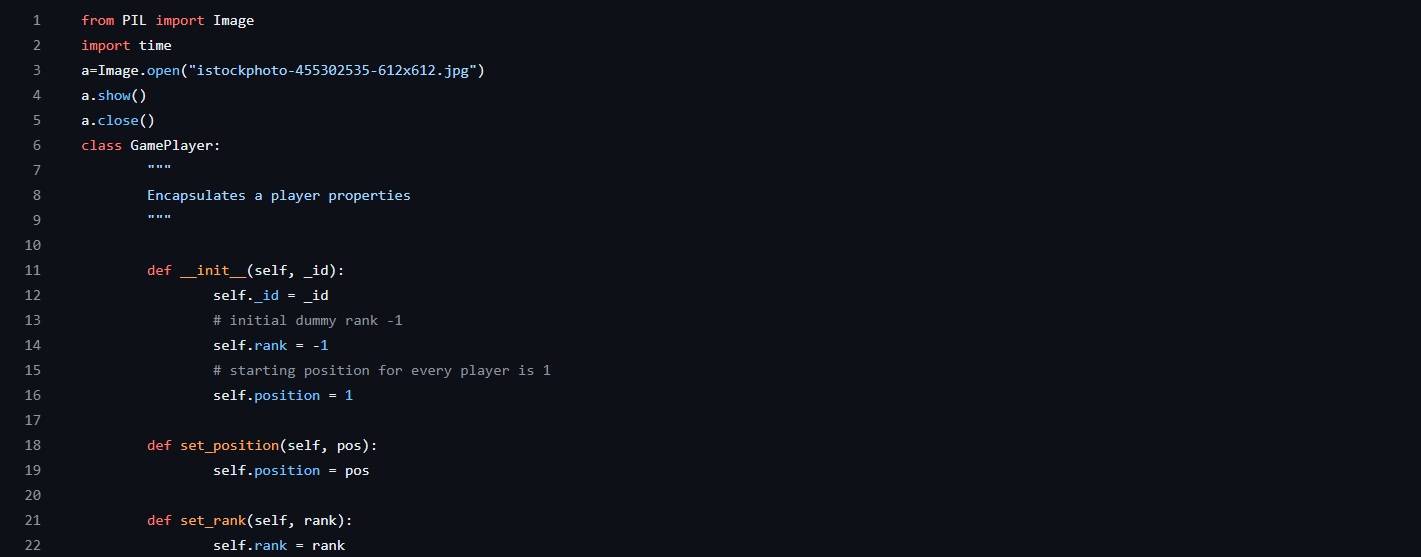 1 from PIL import Image
2 import time
3 a=Image.open("istockphoto-455302535-612x612.jpg")
4 a.show()
5 a.close()
6 class GamePlayer:
7 """
8 Encapsulates a player properties
9 """
10
11 def __init__(self, _id):
12 self._id = _id
13 # initial dummy rank -1
14 self.rank = -1
15 # starting position for every player is 1
16 self.position = 1
17
18 def set_position(self, pos):
19 self.position = pos
20
21 def set_rank(self, rank):
22 self.rank = rank